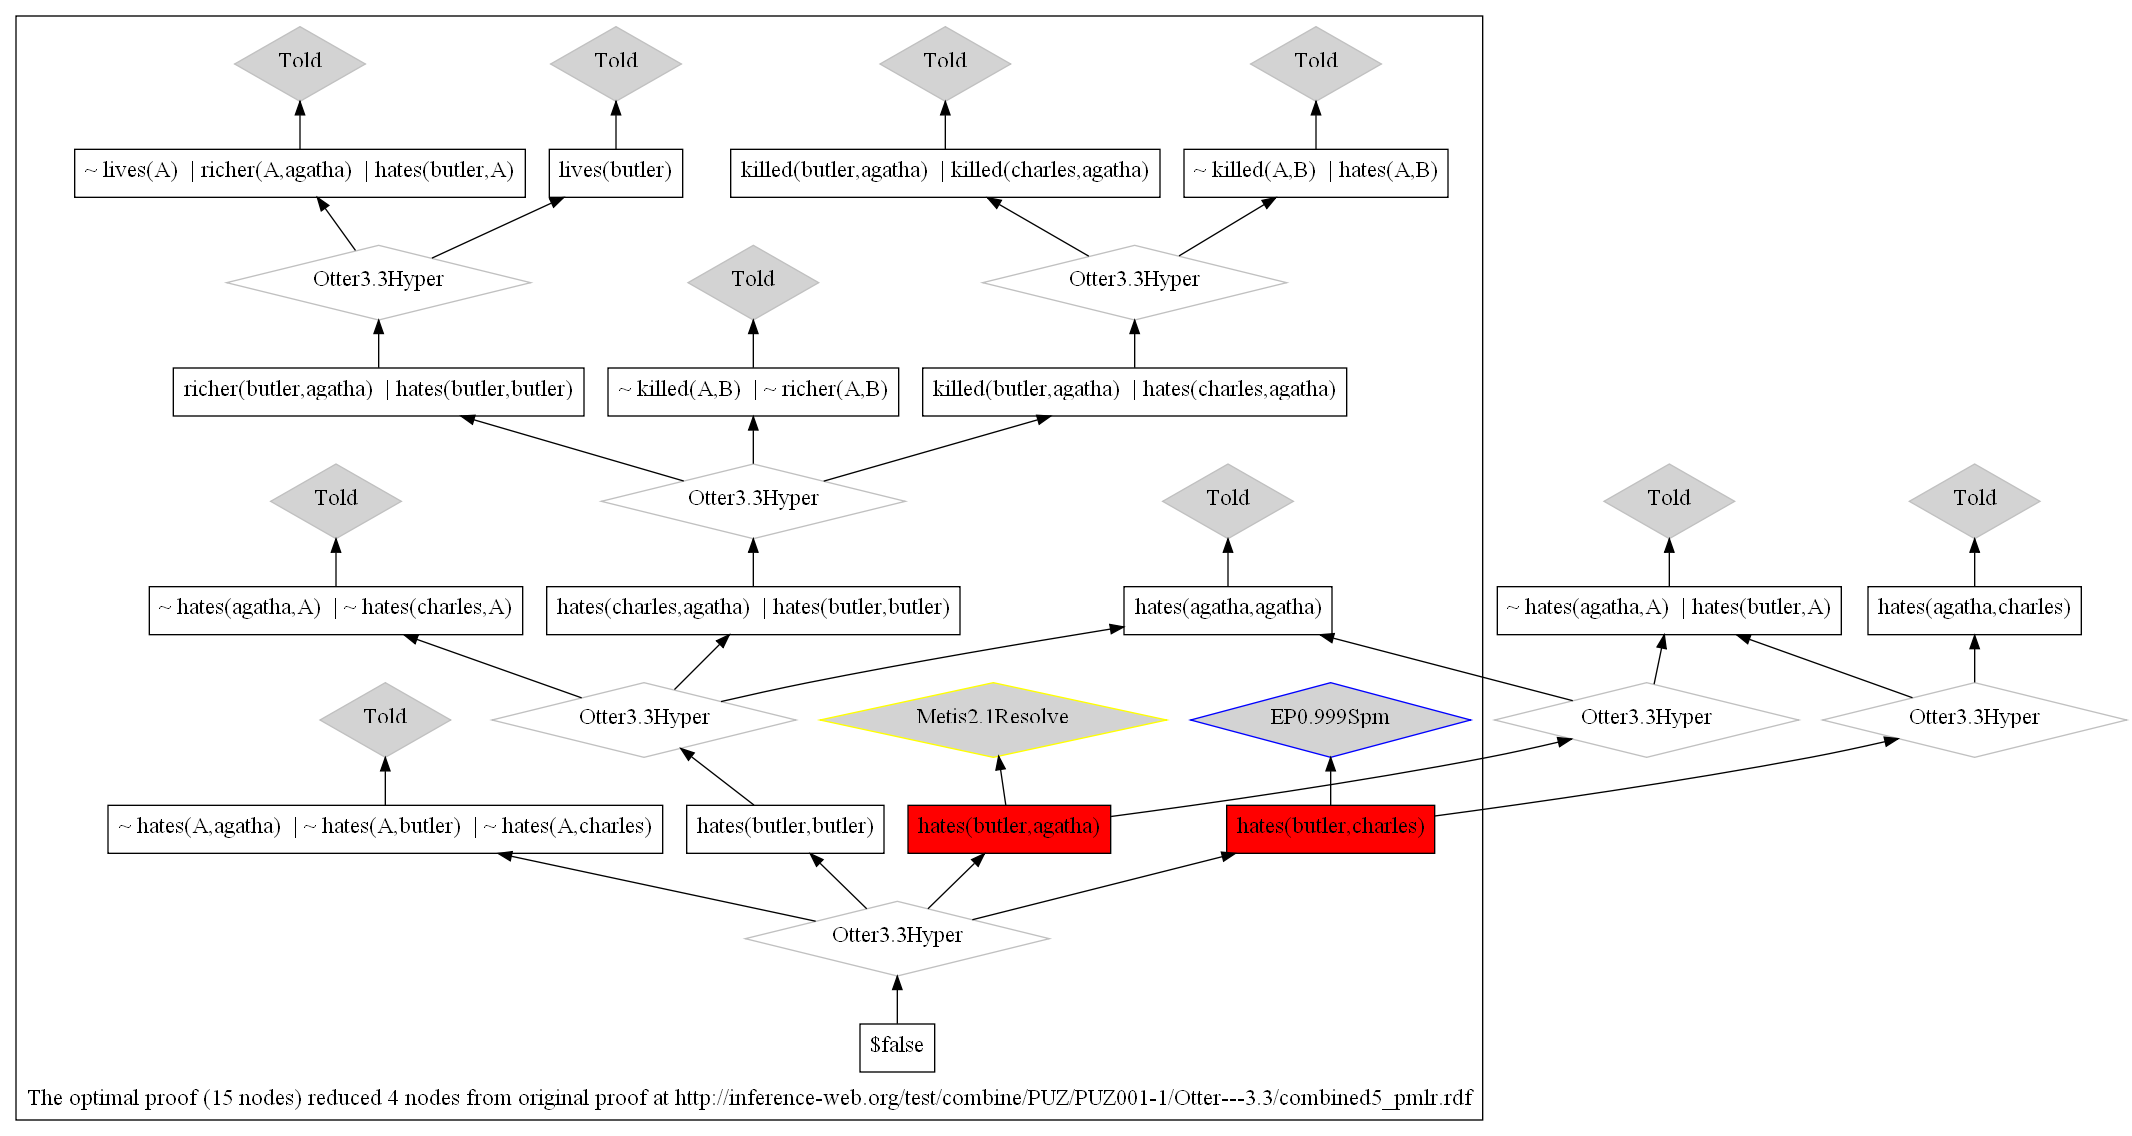 Told
Told
Told
Told
~ lives(A) | richer(A,agatha) | hates(butler,A)
lives(butler)
killed(butler,agatha) | killed(charles,agatha)
~ killed(A,B) | hates(A,B)
Otter3.3Hyper
Told
Otter3.3Hyper
richer(butler,agatha) | hates(butler,butler)
~ killed(A,B) | ~ richer(A,B)
killed(butler,agatha) | hates(charles,agatha)
Told
Otter3.3Hyper
Told
Told
Told
~ hates(agatha,A) | ~ hates(charles,A)
hates(charles,agatha) | hates(butler,butler)
hates(agatha,agatha)
~ hates(agatha,A) | hates(butler,A)
hates(agatha,charles)
Told
Otter3.3Hyper
Metis2.1Resolve
EP0.999Spm
Otter3.3Hyper
Otter3.3Hyper
~ hates(A,agatha) | ~ hates(A,butler) | ~ hates(A,charles)
hates(butler,butler)
hates(butler,agatha)
hates(butler,charles)
Otter3.3Hyper
$false
The optimal proof (15 nodes) reduced 4 nodes from original proof at http://inference-web.org/test/combine/PUZ/PUZ001-1/Otter---3.3/combined5_pmlr.rdf